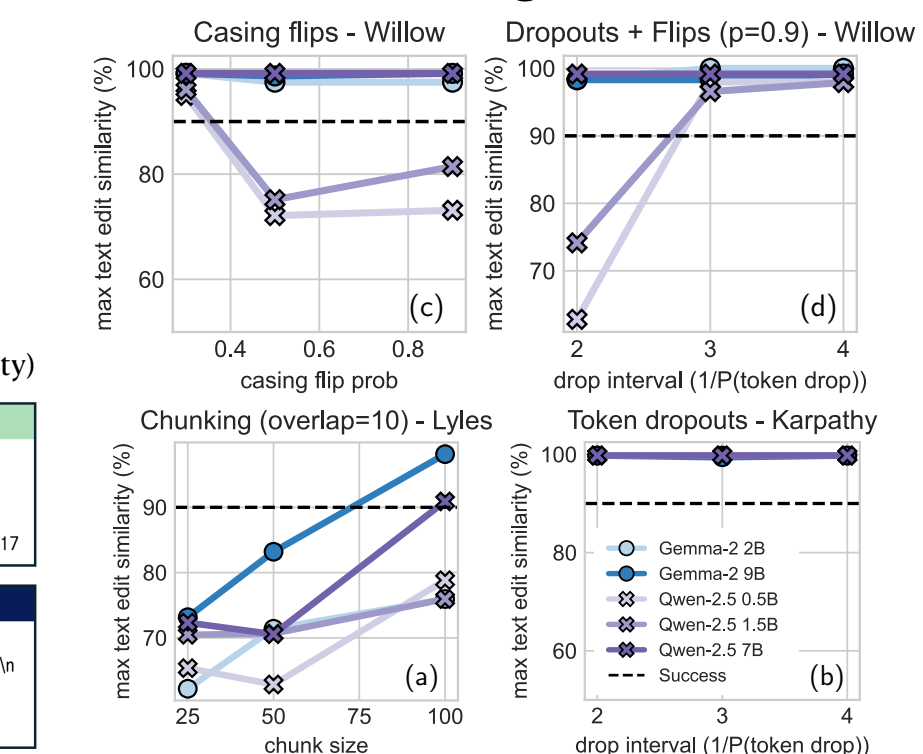 Casing flips - Willow
max text edit similarity (%)
100
80
60
0.4 0.6 0.8
casing flip prob
(c)
Dropouts + Flips (p=0.9) - Willow
max text edit similarity (%)
100
90
80
70
2 3 4
drop interval (1/P(token drop))
(d)
ty)
17
\n
Chunking (overlap=10) - Lyles
max text edit similarity (%)
90
80
70
25 50 75 100
chunk size
(a)
Token dropouts - Karpathy
max text edit similarity (%)
100
80
60
Gemma-2 2B
Gemma-2 9B
Qwen-2.5 0.5B
Qwen-2.5 1.5B
Qwen-2.5 7B
Success
(b)
2 3 4
drop interval (1/P(token drop))